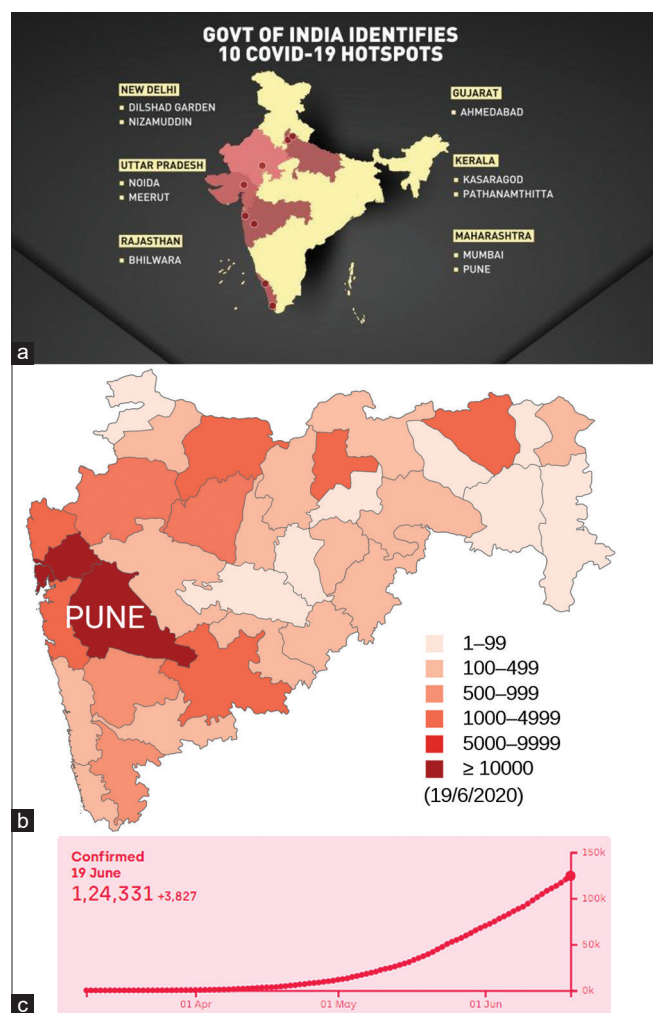 GOVT OF INDIA IDENTIFIES
10 COVID-19 HOTSPOTS
NEW DELHI
DILSHAD GARDEN
NIZAMUDDIN
UTTAR PRADESH
NOIDA
MEERUT
RAJASTHAN
BHILWARA
GUJARAT
AHMEDABAD
KERALA
KASARAGOD
PATHANAMTHITTA
MAHARASHTRA
MUMBAI
PUNE
a
PUNE
1–99
100–499
500–999
1000–4999
5000–9999
≥ 10000
(19/6/2020)
b
Confirmed
19 June
1,24,331 +3,827
150k
100k
50k
0k
01 Apr 01 May 01 Jun
c